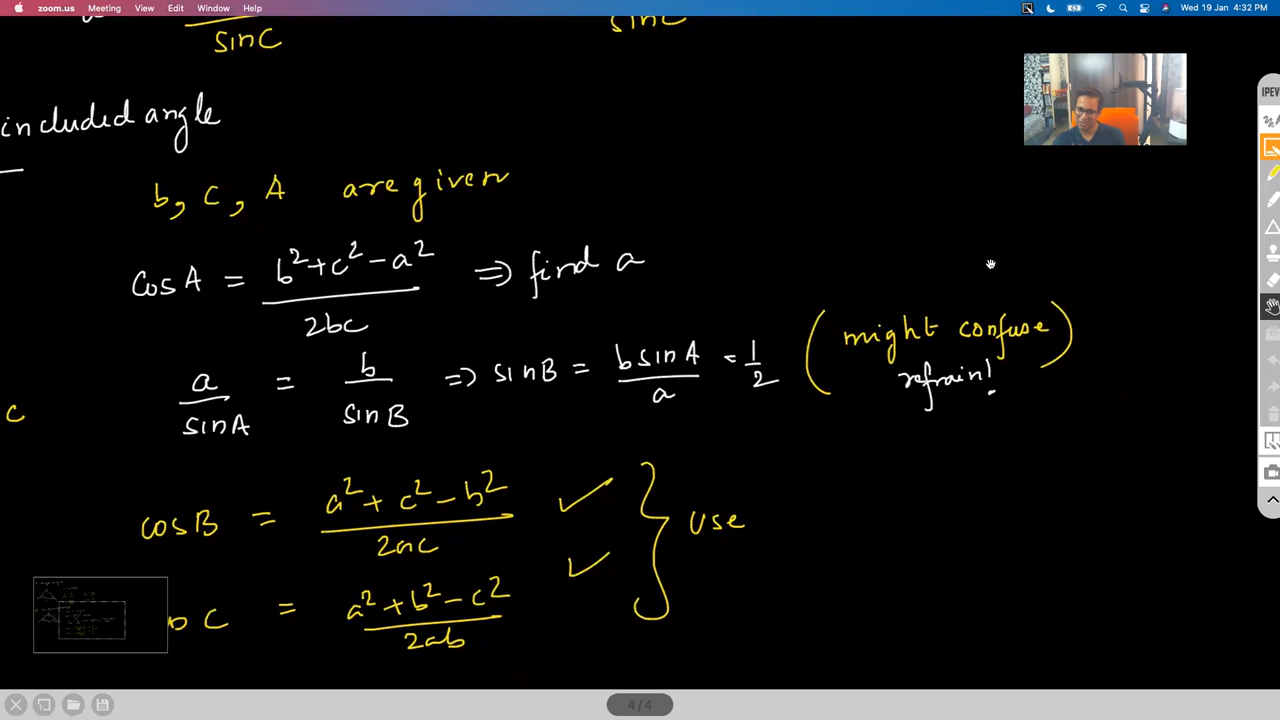 zoom.us Meeting View Edit Window Help Wed 19 Jan 4:32 PM
sinC sinC
IPEV
included angle
b, c, A are given
cosA = b²+c²-a² / 2bc ⇒ find a
a / sinA = b / sinB ⇒ sinB = bsinA / a = 1/2 (might confuse
refrain!)
c
cosB = a²+c²-b² / 2ac ✓
use
C = a²+b²-c² / 2ab ✓
4/4